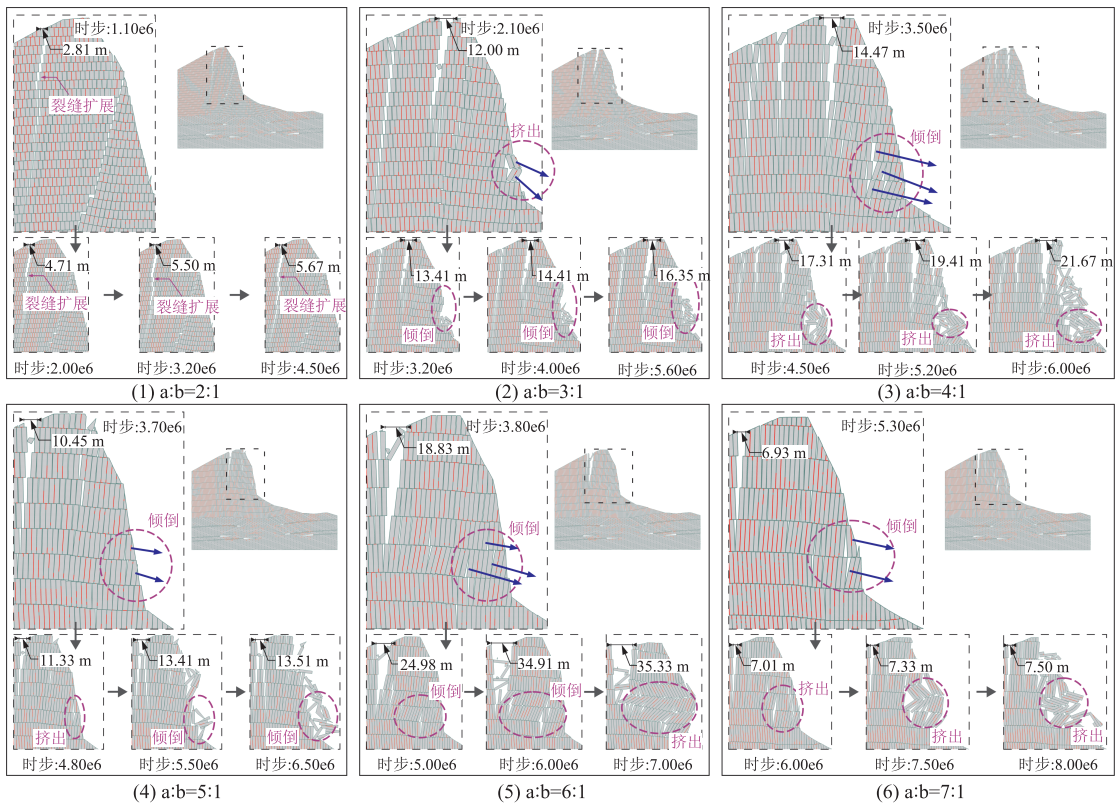 时步:1.10e6
2.81 m
裂缝扩展
4.71 m
5.50 m
5.67 m
裂缝扩展
裂缝扩展
裂缝扩展
时步:2.00e6
时步:3.20e6
时步:4.50e6
(1) a:b=2:1
时步:2.10e6
12.00 m
挤出
13.41 m
14.41 m
16.35 m
倾倒
倾倒
倾倒
时步:3.20e6
时步:4.00e6
时步:5.60e6
(2) a:b=3:1
时步:3.50e6
14.47 m
倾倒
17.31 m
19.41 m
21.67 m
挤出
挤出
挤出
时步:4.50e6
时步:5.20e6
时步:6.00e6
(3) a:b=4:1
时步:3.70e6
10.45 m
倾倒
11.33 m
13.41 m
13.51 m
挤出
倾倒
倾倒
时步:4.80e6
时步:5.50e6
时步:6.50e6
(4) a:b=5:1
时步:3.80e6
18.83 m
倾倒
24.98 m
34.91 m
35.33 m
倾倒
倾倒
挤出
时步:5.00e6
时步:6.00e6
时步:7.00e6
(5) a:b=6:1
时步:5.30e6
6.93 m
倾倒
7.01 m
7.33 m
7.50 m
挤出
挤出
挤出
时步:6.00e6
时步:7.50e6
时步:8.00e6
(6) a:b=7:1